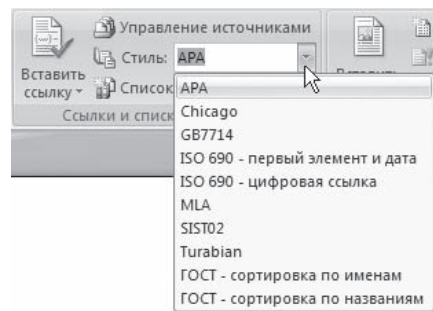 Управление источниками
Стиль: APA
Вставить ссылку
Список
Ссылки и списк
APA
Chicago
GB7714
ISO 690 - первый элемент и дата
ISO 690 - цифровая ссылка
MLA
SIST02
Turabian
ГОСТ - сортировка по именам
ГОСТ - сортировка по названиям